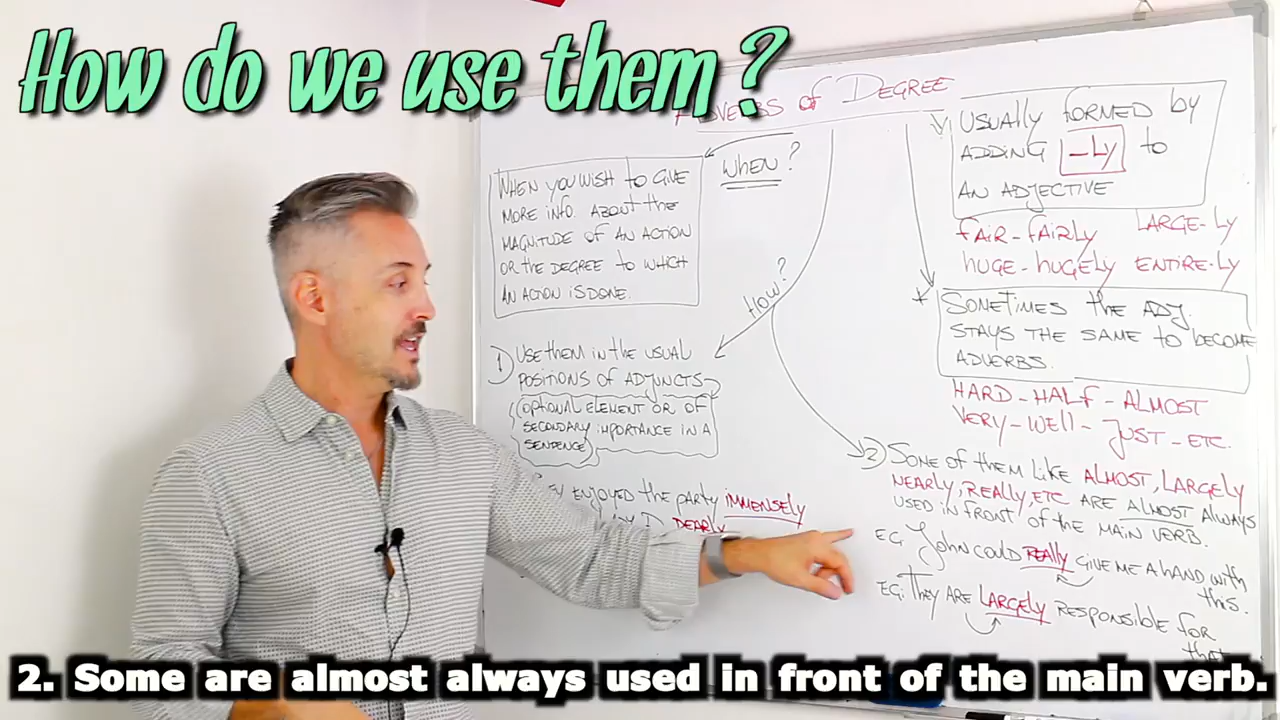 How do we use them?
ADVERBS of DEGREE
WHEN?
WHEN YOU WISH to GIVE
MORE INFO. ABOUT the
MAGNITUDE OF AN ACTION
OR THE DEGREE TO WHICH
AN ACTION IS DONE.
HOW?
1) USE THEM IN the USUAL
POSITIONS OF ADJUNCTS
(OPTIONAL ELEMENT OR OF
SECONDARY IMPORTANCE IN A
SENTENCE)
ENJOYED the PARTY IMMENSELY
DEARLY
USUALLY FORMED BY
ADDING -LY to
AN ADJECTIVE
FAIR-FAIRLY LARGE-LY
HUGE-HUGELY ENTIRE-LY
* SOMETIMES the ADJ.
STAYS THE SAME TO BECOME
ADVERBS.
HARD - HALF - ALMOST
VERY - WELL - JUST - ETC.
2) SOME OF THEM LIKE ALMOST, LARGELY
NEARLY, REALLY, ETC ARE ALMOST ALWAYS
USED IN FRONT OF the MAIN VERB.
EG. JOHN COULD REALLY GIVE ME A HAND WITH
this.
EG. THEY ARE LARGELY RESPONSIBLE FOR
that
2. Some are almost always used in front of the main verb.